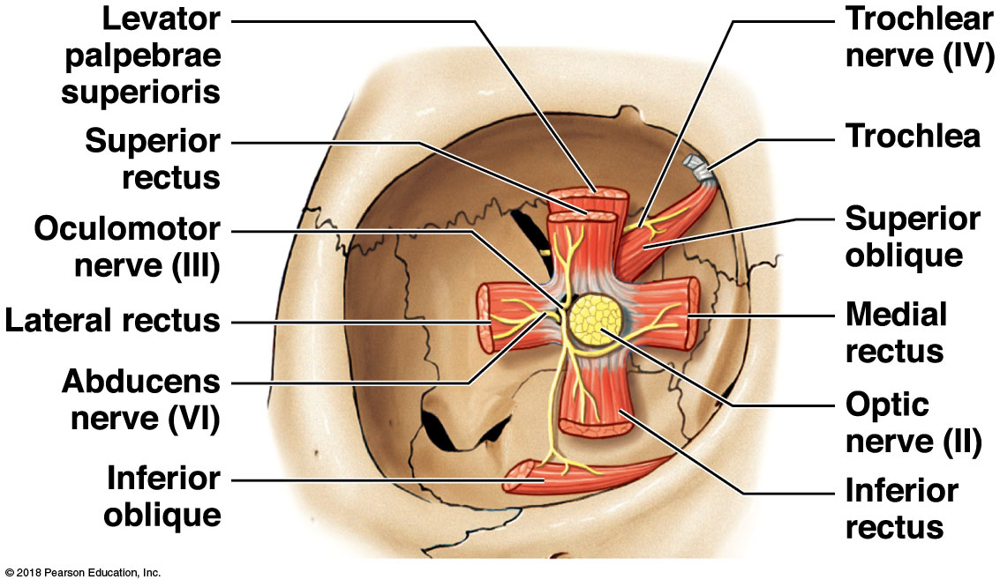 Levator
palpebrae
superioris
Superior
rectus
Oculomotor
nerve (III)
Lateral rectus
Abducens
nerve (VI)
Inferior
oblique
Trochlear
nerve (IV)
Trochlea
Superior
oblique
Medial
rectus
Optic
nerve (II)
Inferior
rectus
© 2018 Pearson Education, Inc.